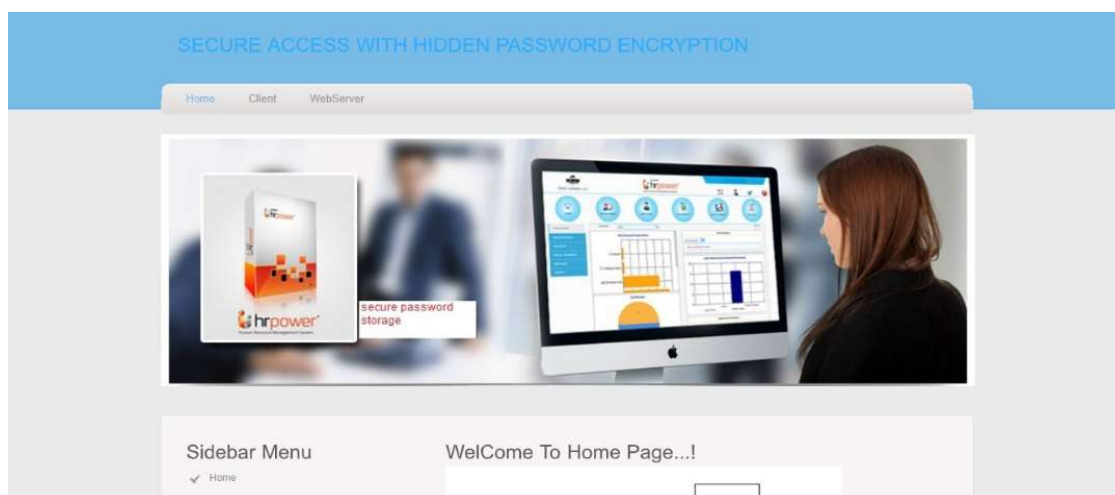 SECURE ACCESS WITH HIDDEN PASSWORD ENCRYPTION
Home Client WebServer
hrpower
hrpower
hrpower
secure password
storage
Sidebar Menu
Home
WelCome To Home Page...!